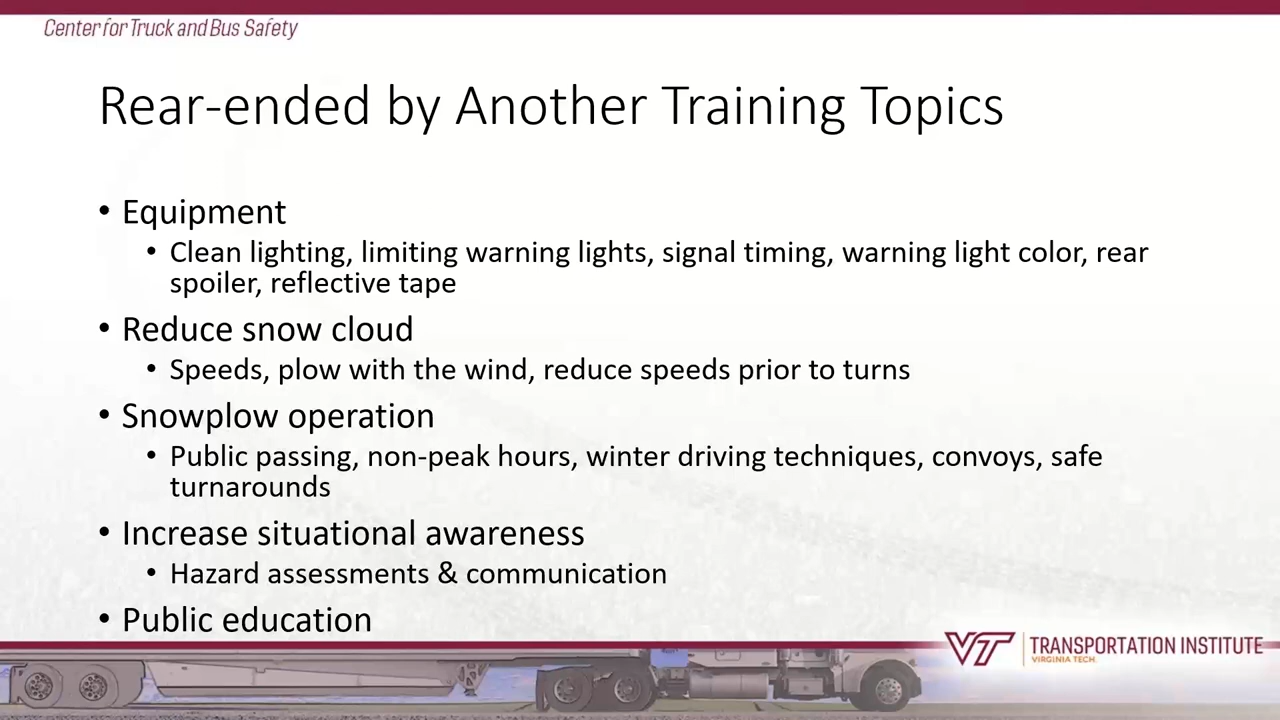 Center for Truck and Bus Safety
Rear-ended by Another Training Topics
• Equipment
• Clean lighting, limiting warning lights, signal timing, warning light color, rear
spoiler, reflective tape
• Reduce snow cloud
• Speeds, plow with the wind, reduce speeds prior to turns
• Snowplow operation
• Public passing, non-peak hours, winter driving techniques, convoys, safe
turnarounds
• Increase situational awareness
• Hazard assessments & communication
• Public education
VT TRANSPORTATION INSTITUTE
VIRGINIA TECH.